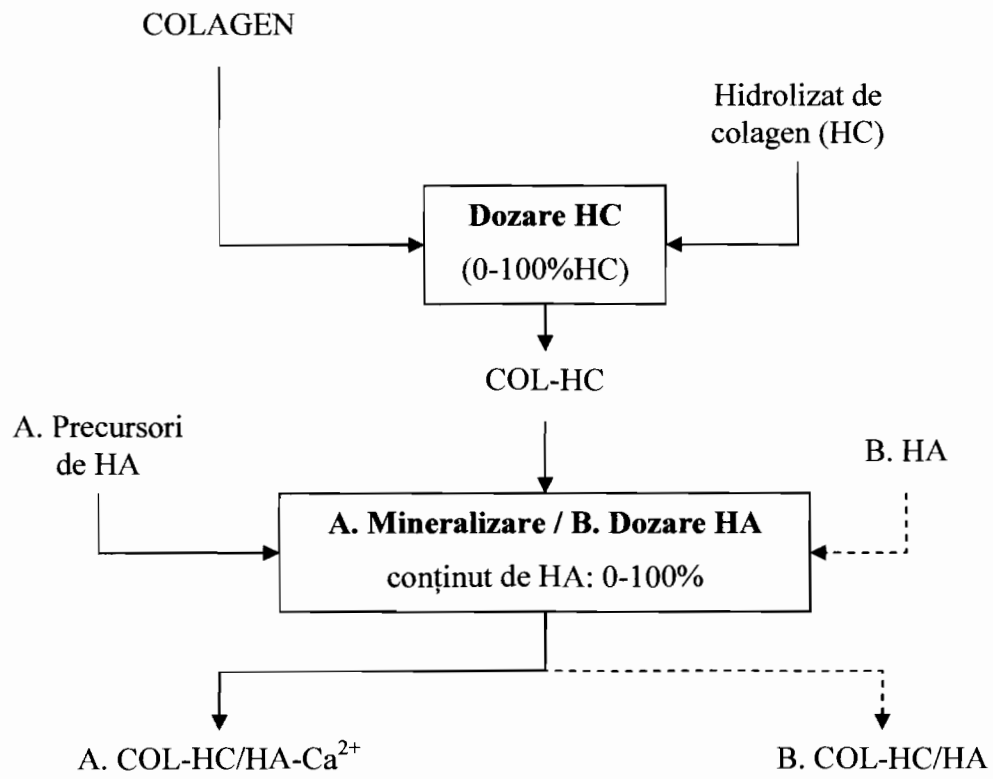 COLAGEN
Hidrolizat de
colagen (HC)
Dozare HC
(0-100%HC)
COL-HC
A. Precursori
de HA
B. HA
A. Mineralizare / B. Dozare HA
conținut de HA: 0-100%
A. COL-HC/HA-Ca²⁺
B. COL-HC/HA